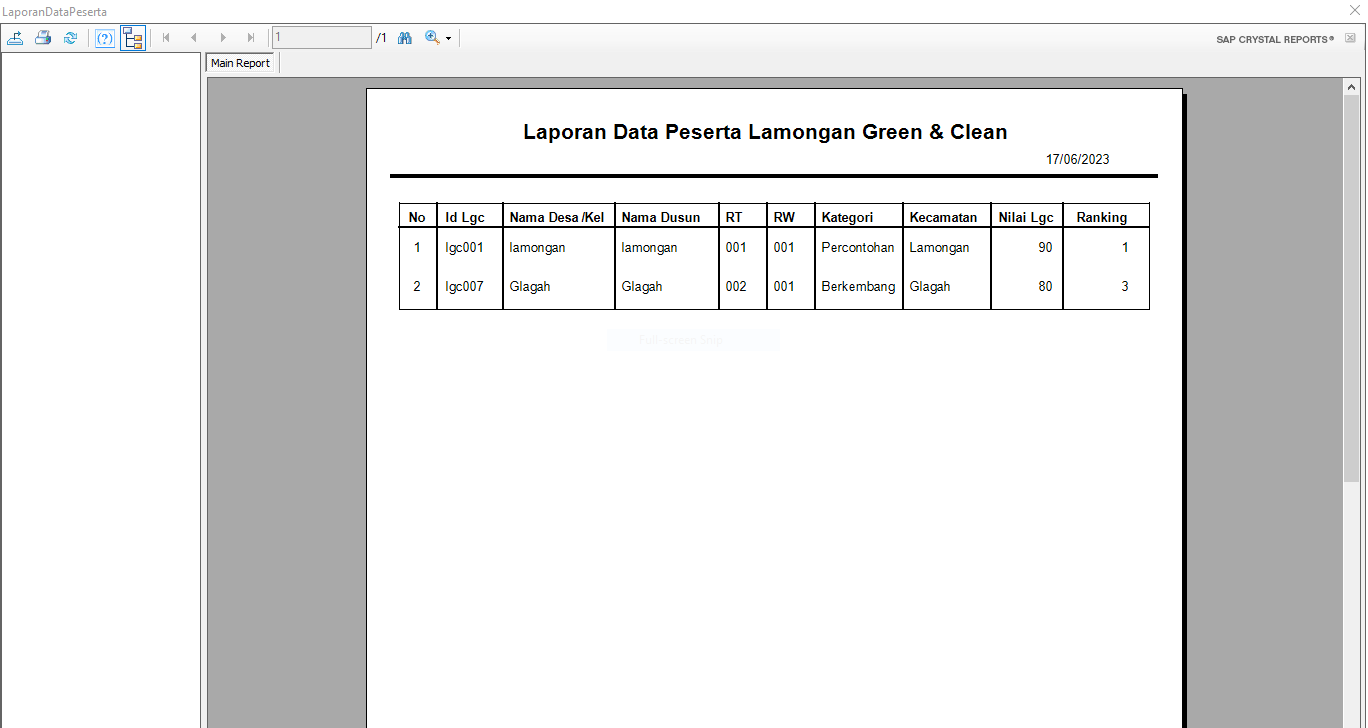 LaporanDataPeserta
1 /1
SAP CRYSTAL REPORTS®
Main Report
Laporan Data Peserta Lamongan Green & Clean
17/06/2023
No Id Lgc Nama Desa /Kel Nama Dusun RT RW Kategori Kecamatan Nilai Lgc Ranking
1 lgc001 lamongan lamongan 001 001 Percontohan Lamongan 90 1
2 lgc007 Glagah Glagah 002 001 Berkembang Glagah 80 3
Full-screen Snip